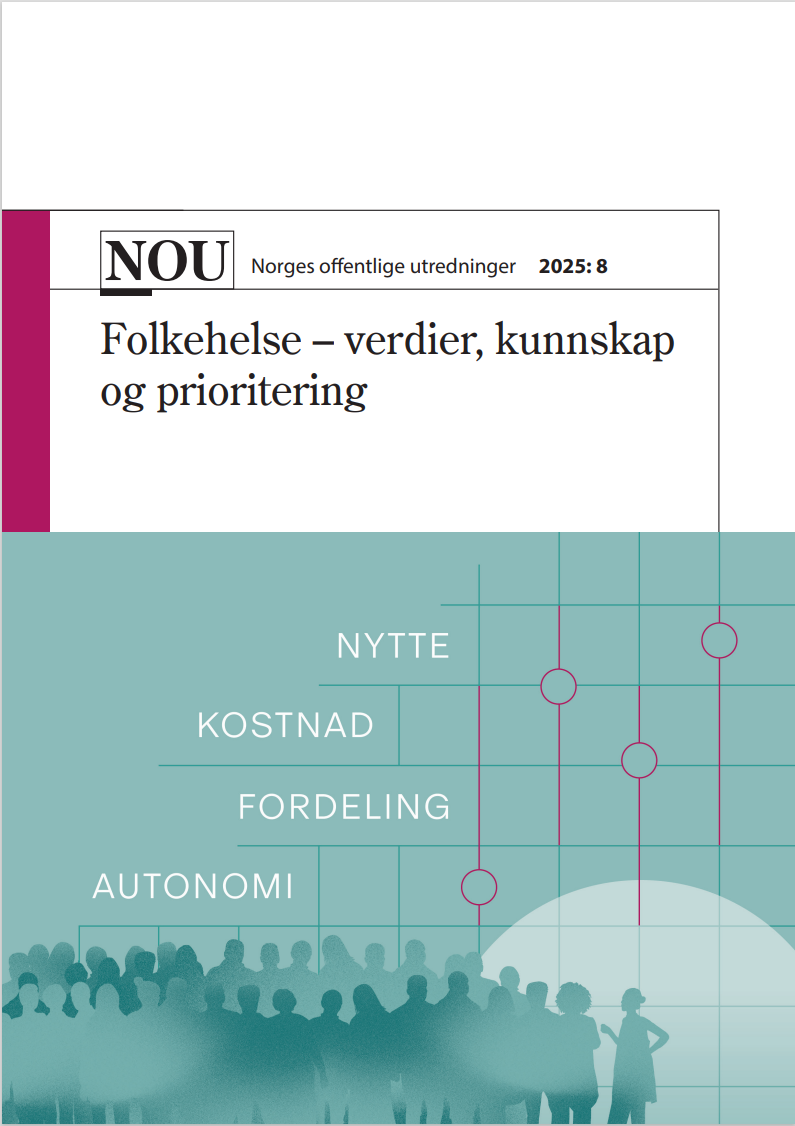 NOU Norges offentlige utredninger 2025: 8
Folkehelse – verdier, kunnskap
og prioritering
NYTTE
KOSTNAD
FORDELING
AUTONOMI